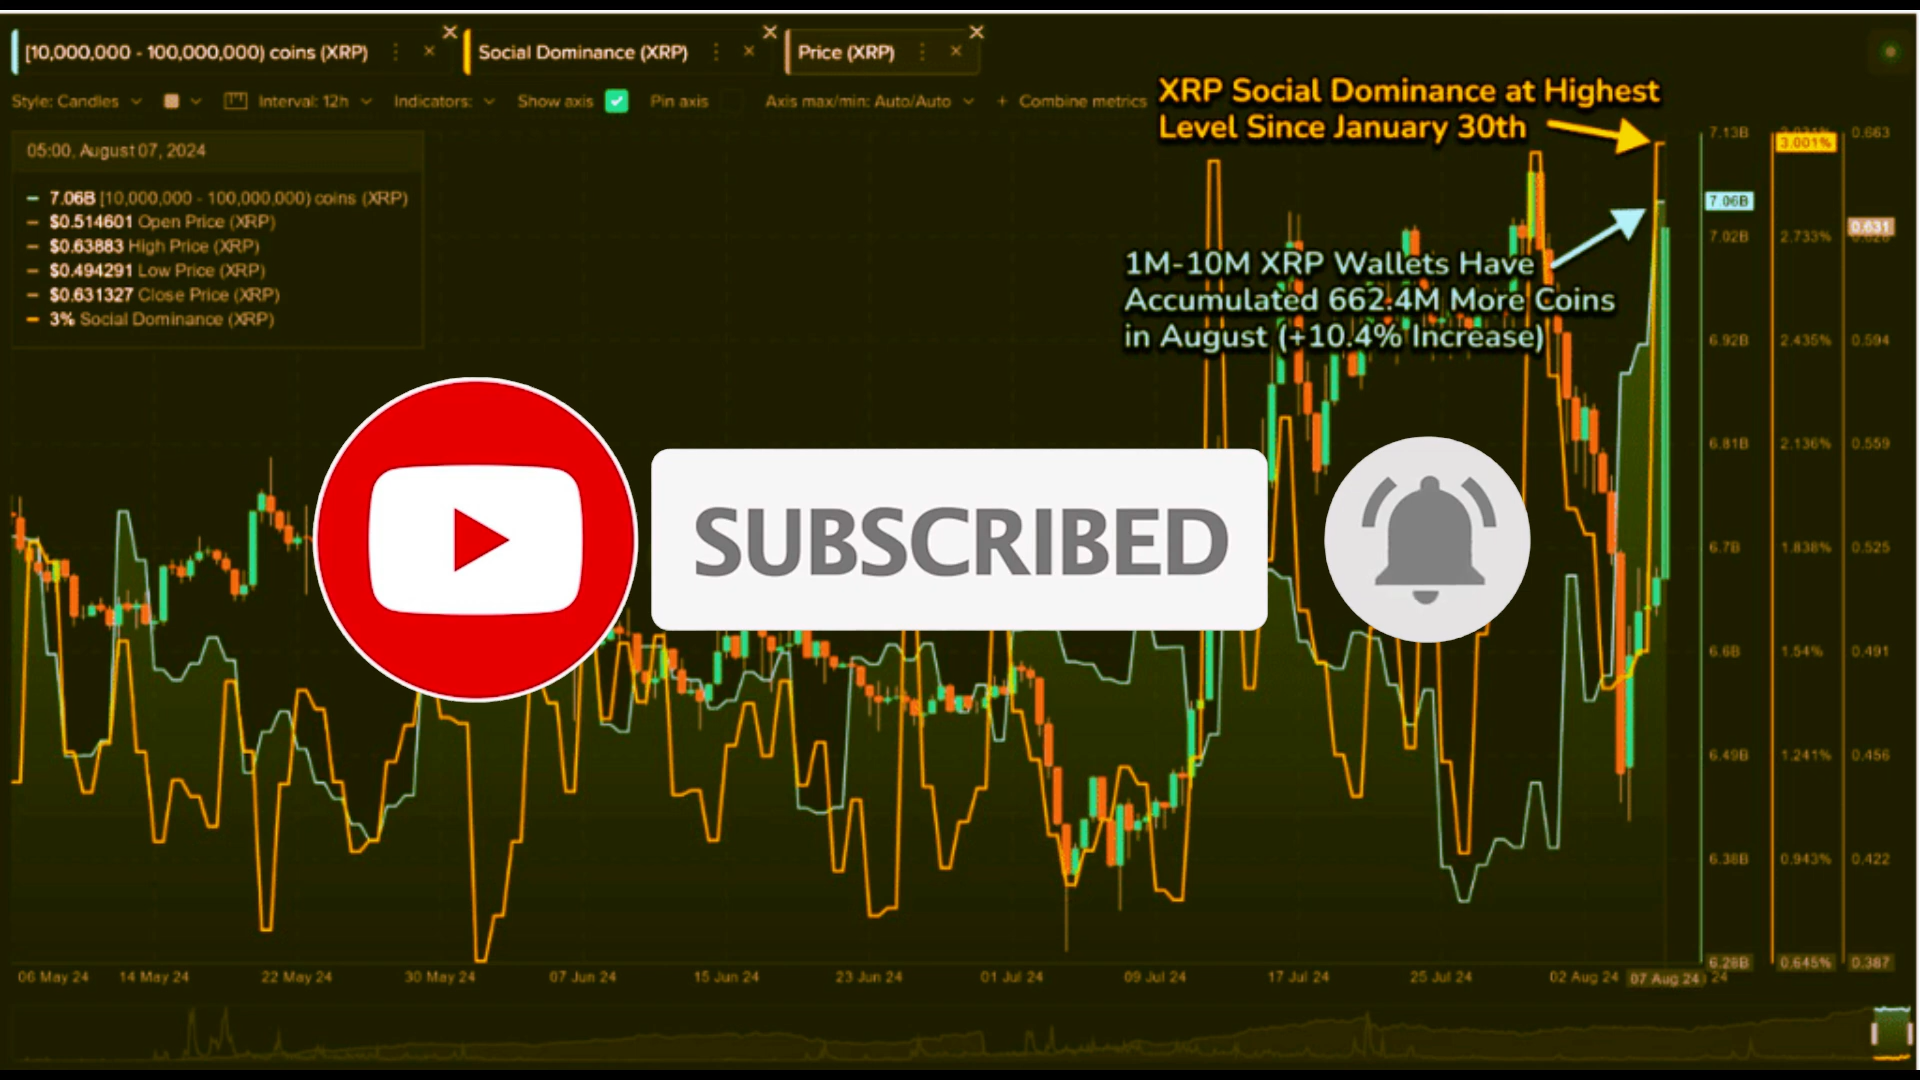 [10,000,000 - 100,000,000) coins (XRP)
Social Dominance (XRP)
Price (XRP)
Style: Candles
Interval: 12h
Indicators:
Show axis
Pin axis
Axis max/min: Auto/Auto
+ Combine metrics
XRP Social Dominance at Highest
Level Since January 30th
05:00, August 07, 2024
7.06B [10,000,000 - 100,000,000) coins (XRP)
$0.514601 Open Price (XRP)
$0.63883 High Price (XRP)
$0.494291 Low Price (XRP)
$0.631327 Close Price (XRP)
3% Social Dominance (XRP)
1M-10M XRP Wallets Have
Accumulated 662.4M More Coins
in August (+10.4% Increase)
SUBSCRIBED
7.13B 0.663
3.001%
7.06B
0.631
7.02B 2.733%
6.92B 2.435% 0.594
6.81B 2.136% 0.559
6.7B 1.838% 0.525
6.6B 1.54% 0.491
6.49B 1.241% 0.456
6.38B 0.943% 0.422
6.28B 0.645% 0.387
06 May 24 14 May 24 22 May 24 30 May 24 07 Jun 24 15 Jun 24 23 Jun 24 01 Jul 24 09 Jul 24 17 Jul 24 25 Jul 24 02 Aug 24 07 Aug 24 24